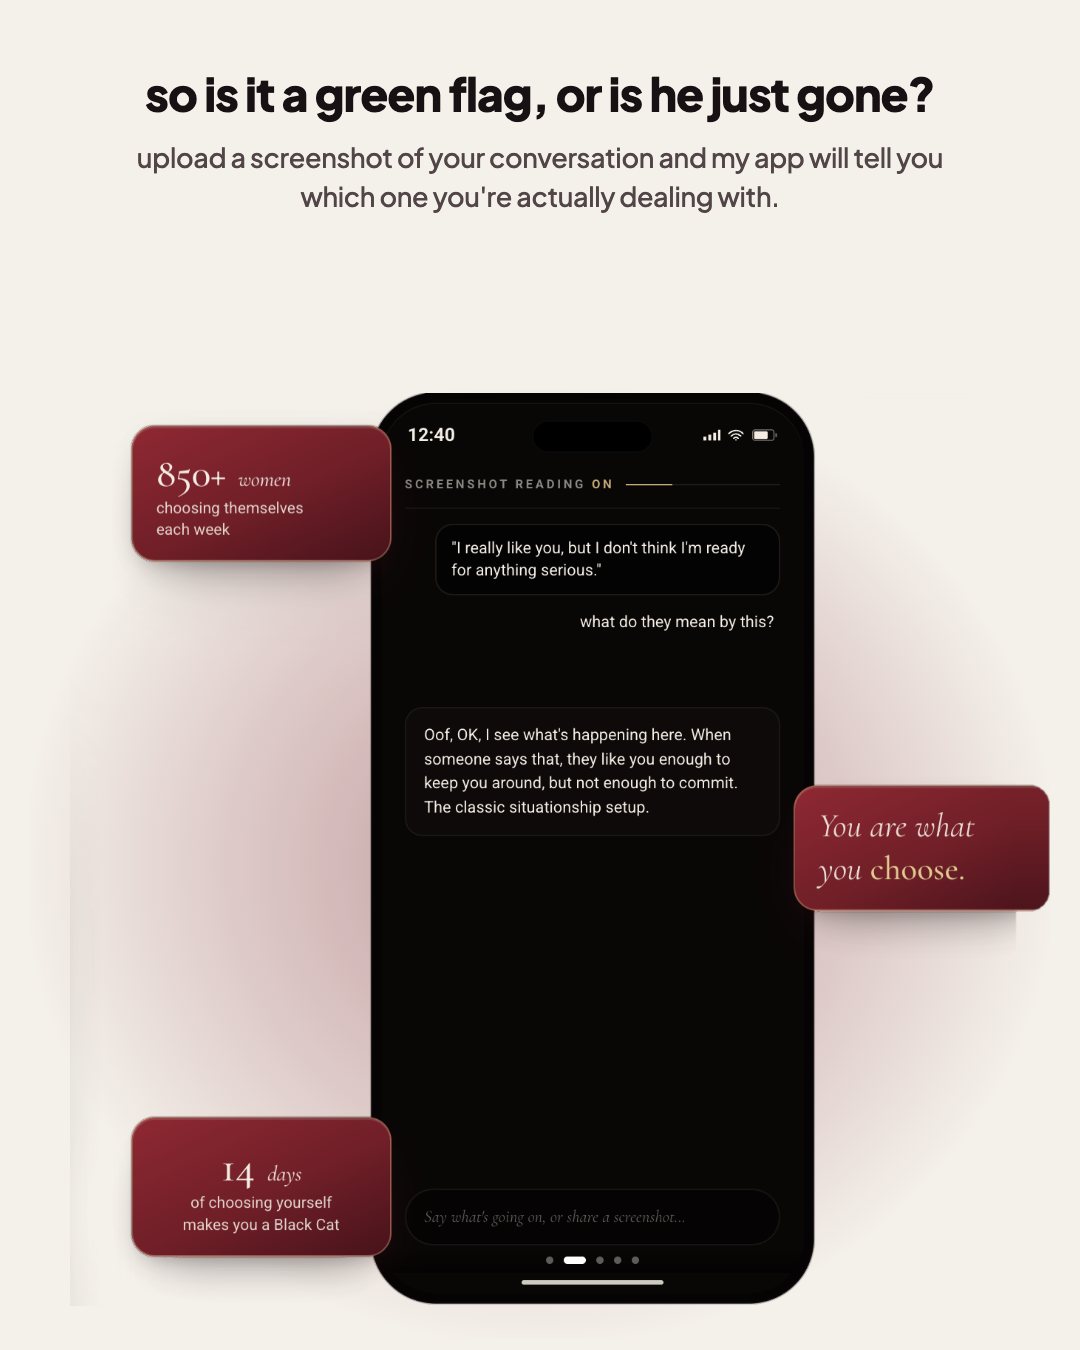 so is it a green flag, or is he just gone?
upload a screenshot of your conversation and my app will tell you
which one you're actually dealing with.
12:40
850+ women
choosing themselves
each week
SCREENSHOT READING ON
"I really like you, but I don't think I'm ready
for anything serious."
what do they mean by this?
Oof, OK, I see what's happening here. When
someone says that, they like you enough to
keep you around, but not enough to commit.
The classic situationship setup.
You are what
you choose.
14 days
of choosing yourself
makes you a Black Cat
Say what's going on, or share a screenshot...